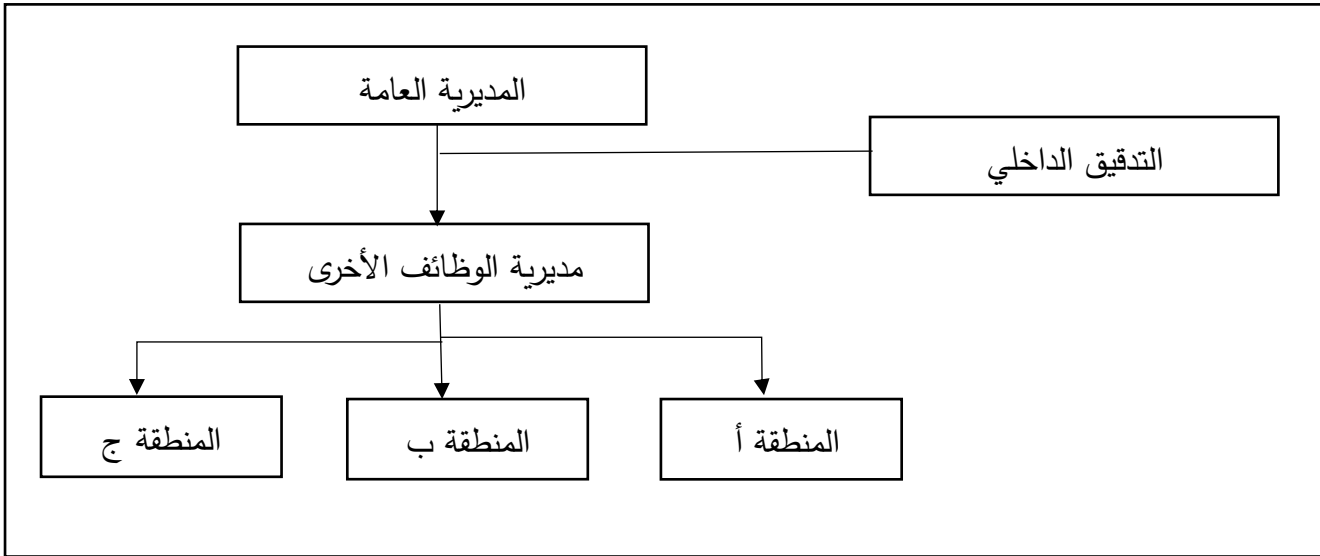 المديرية العامة
التدقيق الداخلي
مديرية الوظائف الأخرى
المنطقة أ
المنطقة ب
المنطقة ج